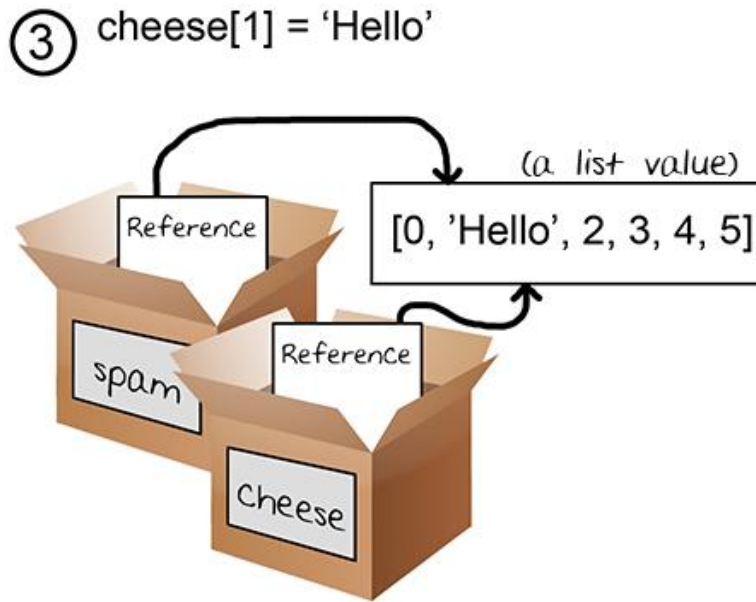 3 cheese[1] = ‘Hello’
(a list value)
[0, ’Hello’, 2, 3, 4, 5]
Reference
spam
Reference
Cheese